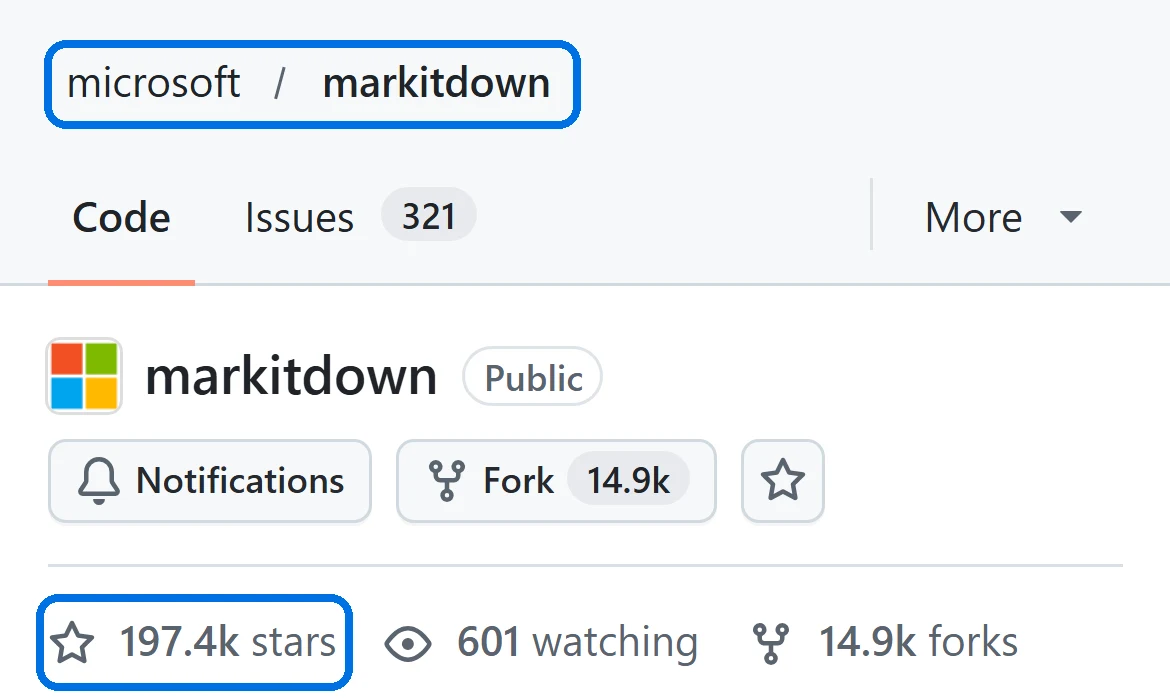 microsoft / markitdown
Code Issues 321 More
markitdown Public
Notifications Fork 14.9k
197.4k stars 601 watching 14.9k forks